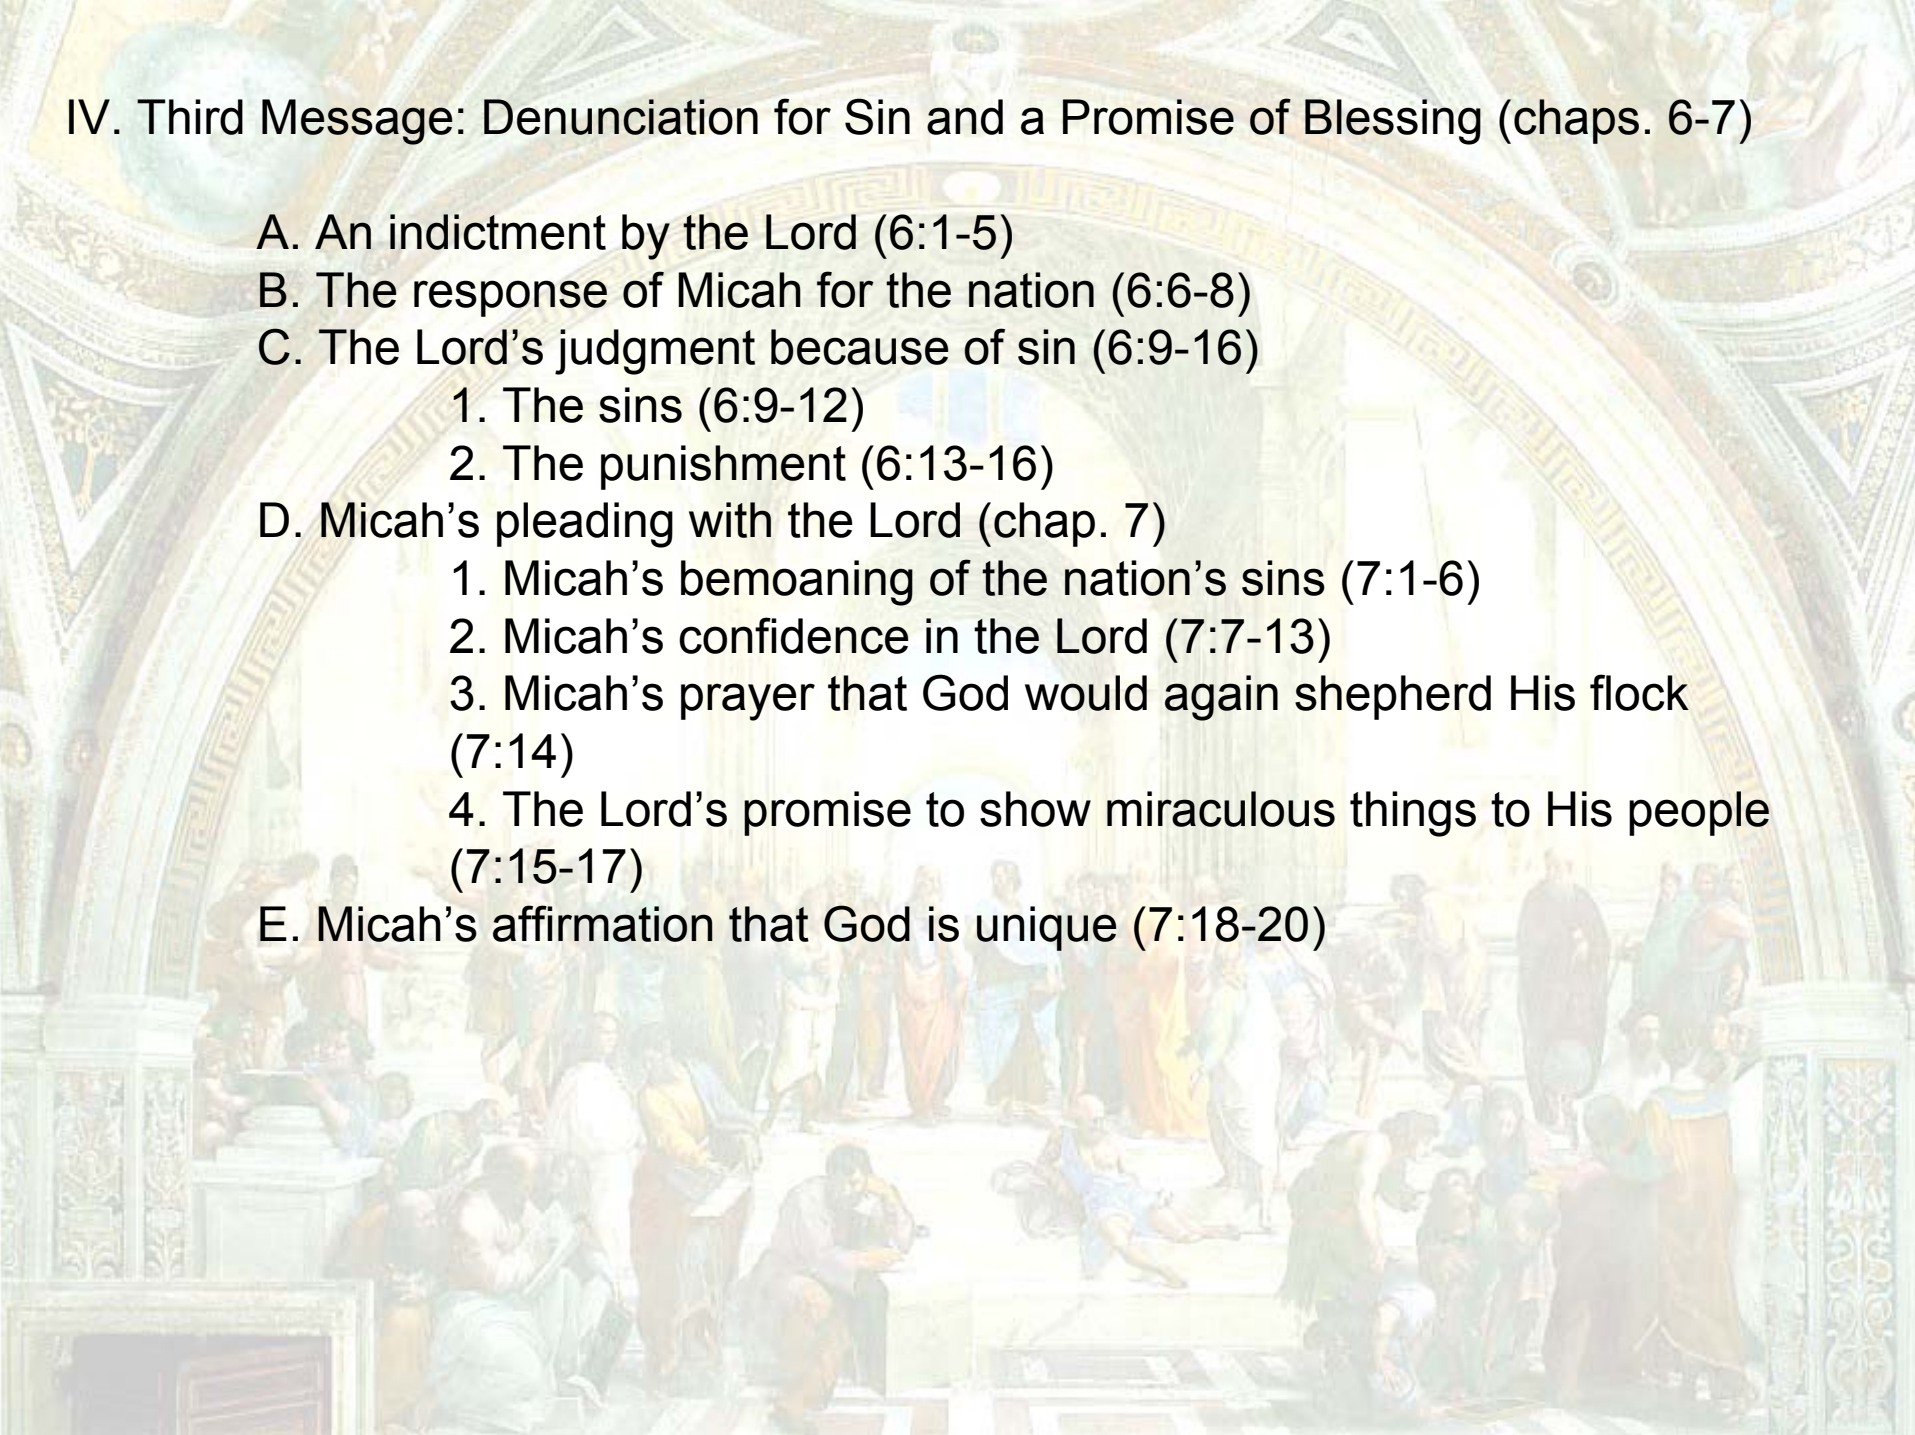 IV. Third Message: Denunciation for Sin and a Promise of Blessing (chaps. 6-7)
A. An indictment by the Lord (6:1-5)
B. The response of Micah for the nation (6:6-8)
C. The Lord’s judgment because of sin (6:9-16)
1. The sins (6:9-12)
2. The punishment (6:13-16)
D. Micah’s pleading with the Lord (chap. 7)
1. Micah’s bemoaning of the nation’s sins (7:1-6)
2. Micah’s confidence in the Lord (7:7-13)
3. Micah’s prayer that God would again shepherd His flock
(7:14)
4. The Lord’s promise to show miraculous things to His people
(7:15-17)
E. Micah’s affirmation that God is unique (7:18-20)